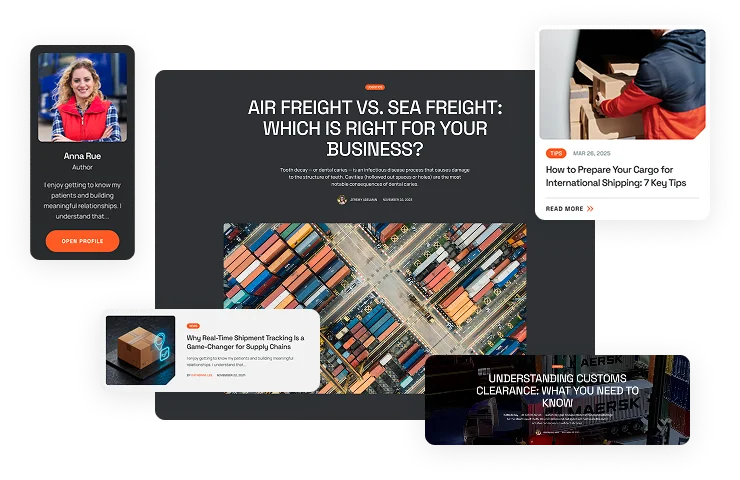 Anna Rue
Author
I enjoy getting to know my
patients and building
meaningful relationships. I
understand that...
OPEN PROFILE
AIR FREIGHT VS. SEA FREIGHT:
WHICH IS RIGHT FOR YOUR
BUSINESS?
Tooth decay – or dental caries – is an infectious disease process that causes damage
to the structure of teeth. Cavities (hollowed out spaces or holes) are the most
notable consequences of dental caries.
TIPS
MAR 26, 2025
How to Prepare Your Cargo for
International Shipping: 7 Key Tips
READ MORE
Why Real-Time Shipment Tracking Is a
Game-Changer for Supply Chains
I enjoy getting to know my patients and building meaningful
relationships. I understand that...
UNDERSTANDING CUSTOMS
CLEARANCE: WHAT YOU NEED TO
KNOW
MAERSK